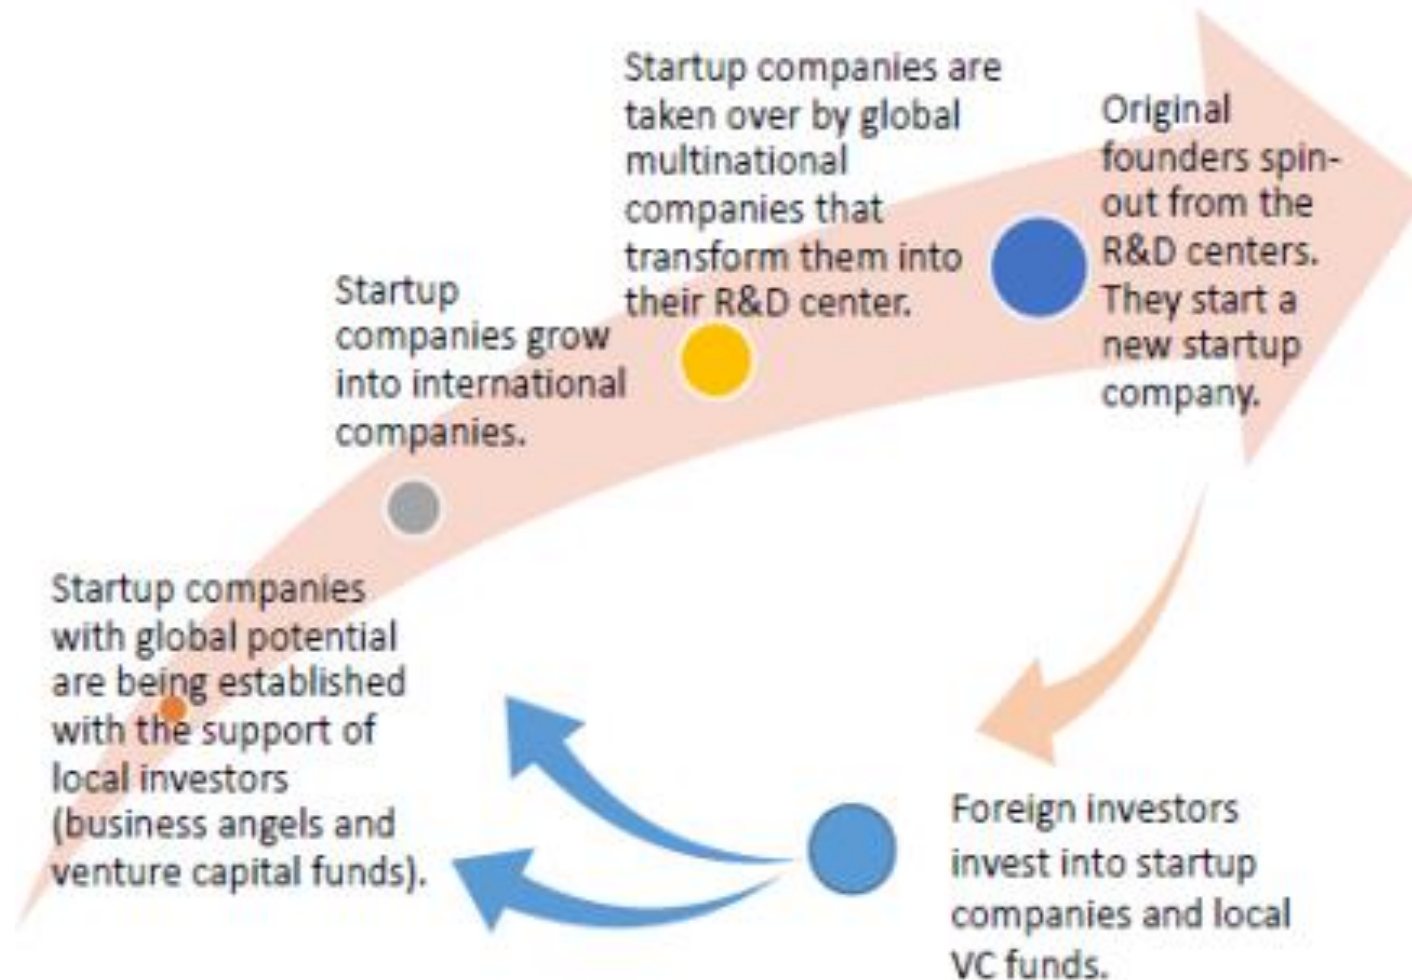 Startup companies are
taken over by global
multinational
companies that
transform them into
their R&D center.
Original
founders spin-
out from the
R&D centers.
They start a
new startup
company.
Startup
companies grow
into international
companies.
Startup companies
with global potential
are being established
with the support of
local investors
(business angels and
venture capital funds).
Foreign investors
invest into startup
companies and local
VC funds.